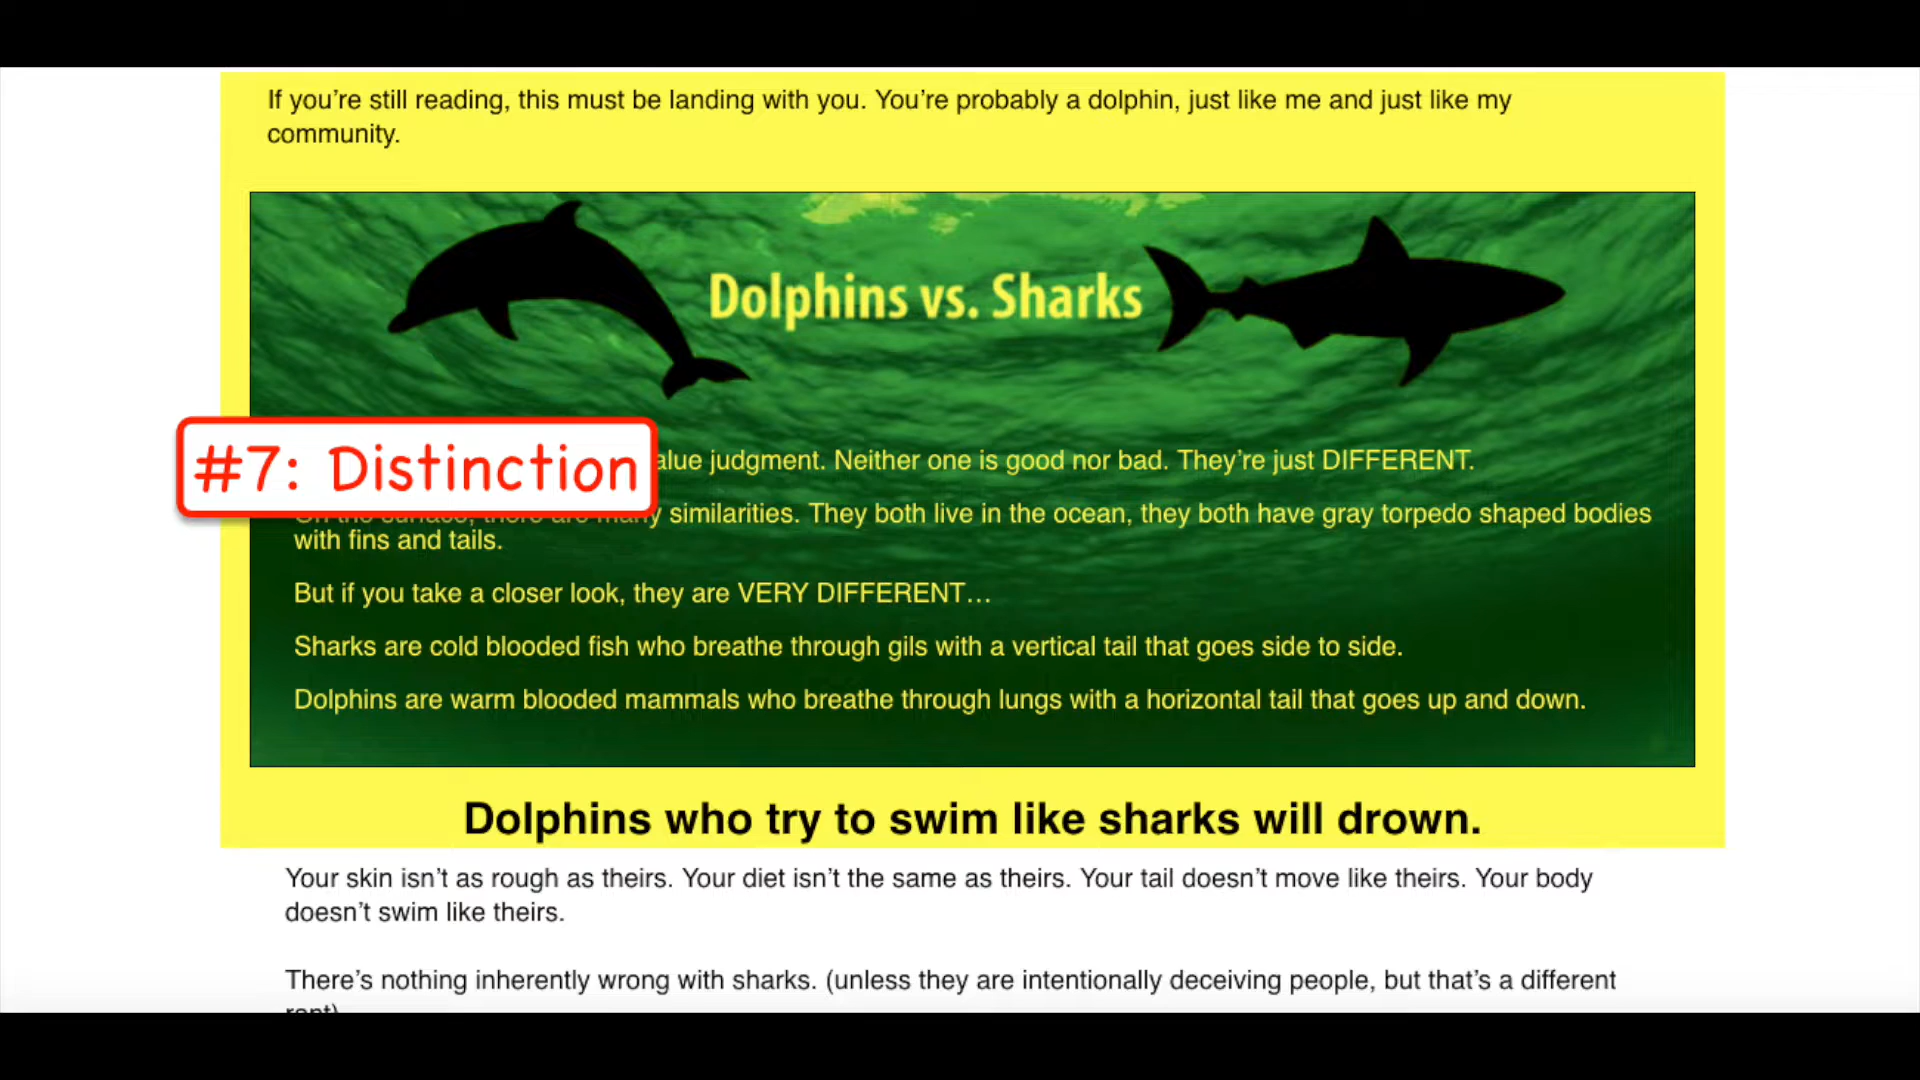 If you’re still reading, this must be landing with you. You’re probably a dolphin, just like me and just like my
community.
Dolphins vs. Sharks
#7: Distinction
judgment. Neither one is good nor bad. They’re just DIFFERENT.
On the surface, there are many similarities. They both live in the ocean, they both have gray torpedo shaped bodies
with fins and tails.
But if you take a closer look, they are VERY DIFFERENT…
Sharks are cold blooded fish who breathe through gils with a vertical tail that goes side to side.
Dolphins are warm blooded mammals who breathe through lungs with a horizontal tail that goes up and down.
Dolphins who try to swim like sharks will drown.
Your skin isn’t as rough as theirs. Your diet isn’t the same as theirs. Your tail doesn’t move like theirs. Your body
doesn’t swim like theirs.
There’s nothing inherently wrong with sharks. (unless they are intentionally deceiving people, but that’s a different
rant)